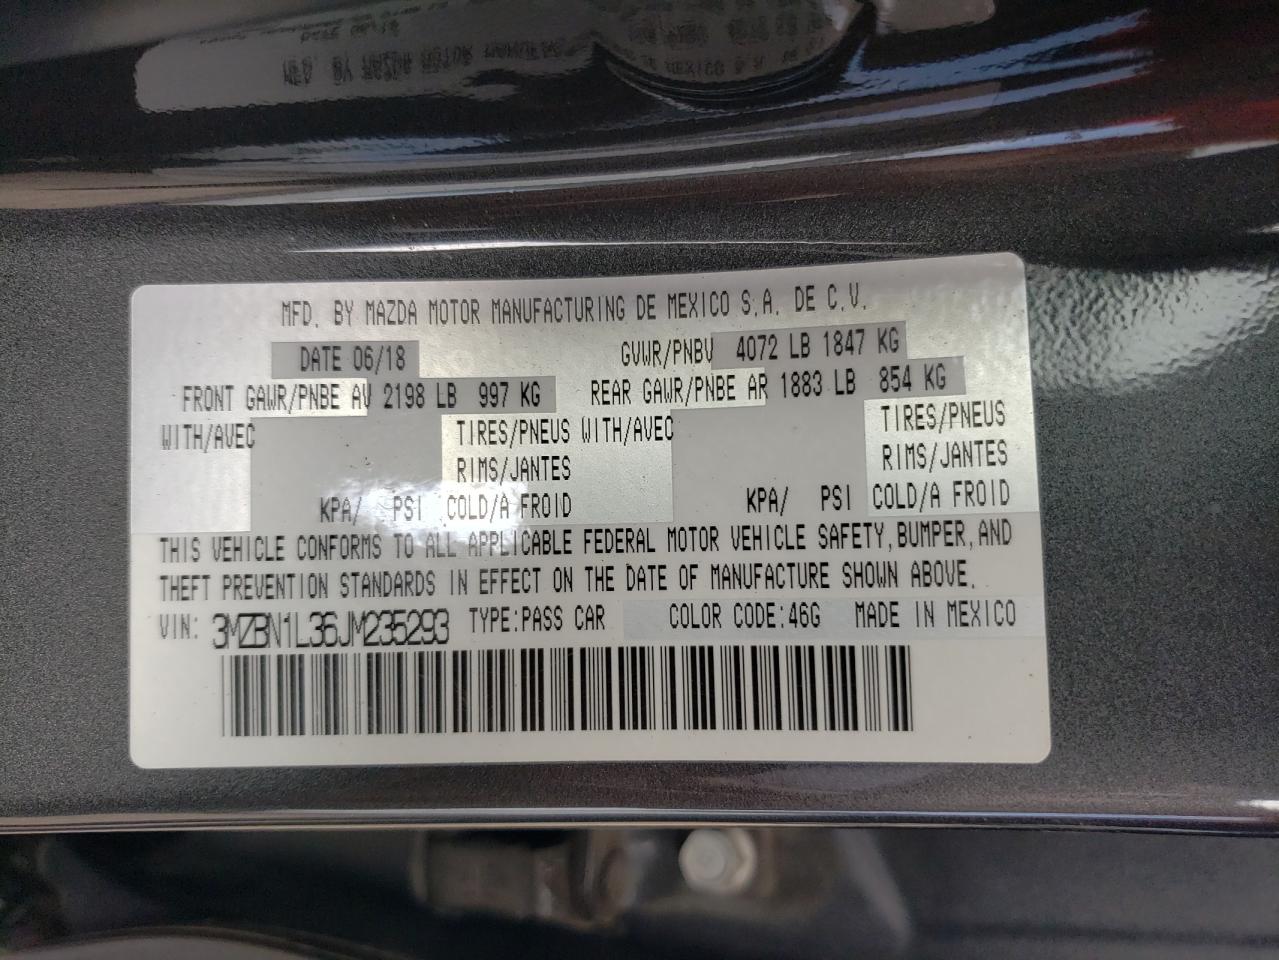 MFD. BY MAZDA MOTOR MANUFACTURING DE MEXICO S.A. DE C.V.
DATE 06/18 GVWR/PNBV 4072 LB 1847 KG
FRONT GAWR/PNBE AV 2198 LB 997 KG REAR GAWR/PNBE AR 1883 LB 854 KG
WITH/AVEC TIRES/PNEUS WITH/AVEC TIRES/PNEUS
RIMS/JANTES RIMS/JANTES
KPA/ PSI COLD/A FROID KPA/ PSI COLD/A FROID
THIS VEHICLE CONFORMS TO ALL APPLICABLE FEDERAL MOTOR VEHICLE SAFETY, BUMPER, AND
THEFT PREVENTION STANDARDS IN EFFECT ON THE DATE OF MANUFACTURE SHOWN ABOVE.
VIN: 3MZBN1L36JM235293 TYPE:PASS CAR COLOR CODE:46G MADE IN MEXICO